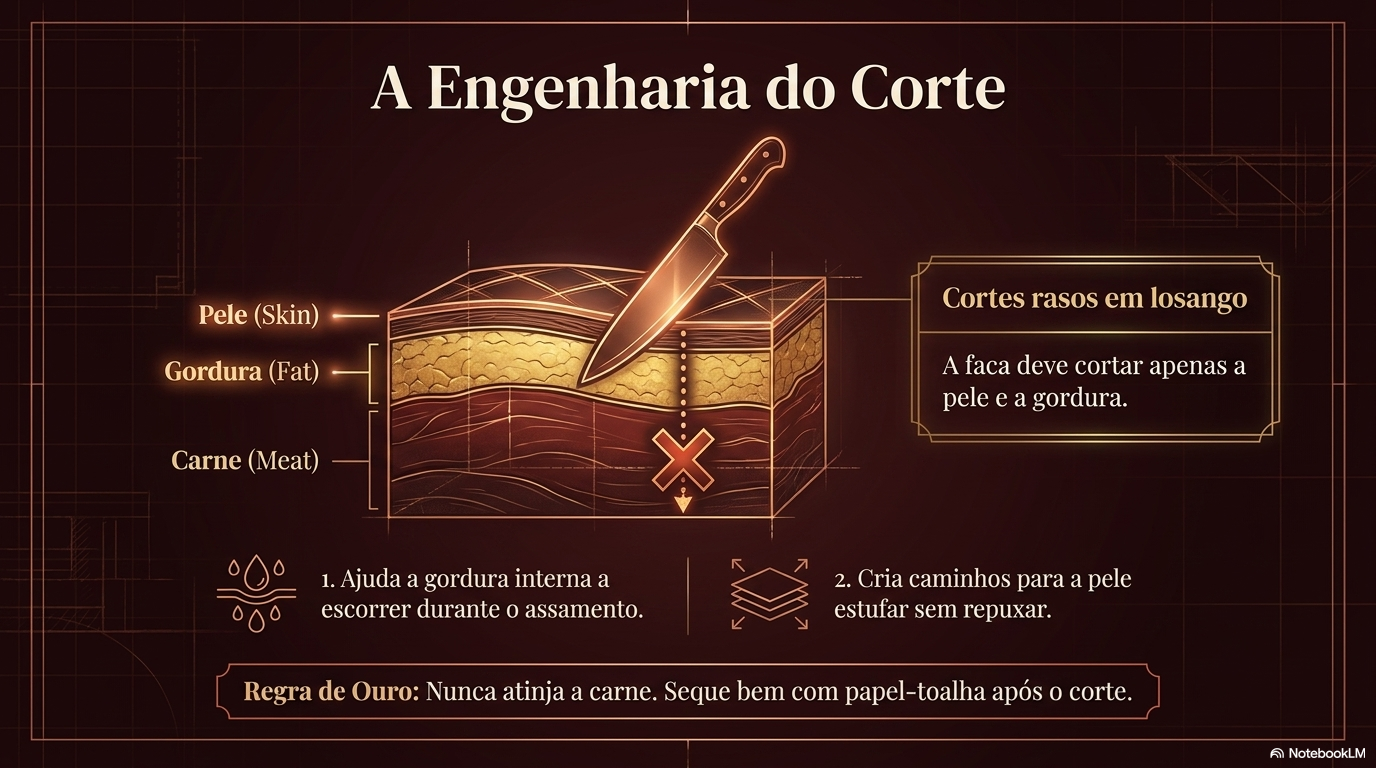 A Engenharia do Corte
Pele (Skin)
Gordura (Fat)
Carne (Meat)
Cortes rasos em losango
A faca deve cortar apenas a
pele e a gordura.
1. Ajuda a gordura interna a
escorrer durante o assamento.
2. Cria caminhos para a pele
estufar sem repuxar.
Regra de Ouro: Nunca atinja a carne. Seque bem com papel-toalha após o corte.
NotebookLM